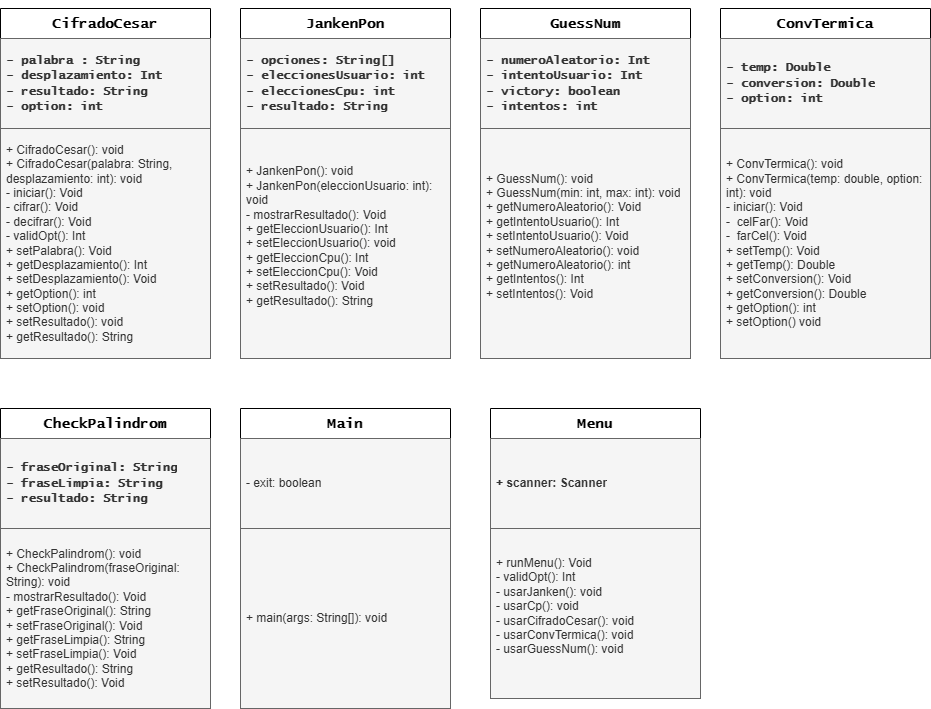 CifradoCesar
- palabra : String
- desplazamiento: Int
- resultado: String
- option: int
+ CifradoCesar(): void
+ CifradoCesar(palabra: String,
desplazamiento: int): void
- iniciar(): Void
- cifrar(): Void
- decifrar(): Void
- validOpt(): Int
+ setPalabra(): Void
+ getDesplazamiento(): Int
+ setDesplazamiento(): Void
+ getOption(): int
+ setOption(): void
+ setResultado(): void
+ getResultado(): String
JankenPon
- opciones: String[]
- eleccionesUsuario: int
- eleccionesCpu: int
- resultado: String
+ JankenPon(): void
+ JankenPon(eleccionUsuario: int):
void
- mostrarResultado(): Void
+ getEleccionUsuario(): Int
+ setEleccionUsuario(): void
+ getEleccionCpu(): Int
+ setEleccionCpu(): Void
+ setResultado(): Void
+ getResultado(): String
GuessNum
- numeroAleatorio: Int
- intentoUsuario: Int
- victory: boolean
- intentos: int
+ GuessNum(): void
+ GuessNum(min: int, max: int): void
+ getNumeroAleatorio(): Void
+ getIntentoUsuario(): Int
+ setIntentoUsuario(): Void
+ setNumeroAleatorio(): void
+ getNumeroAleatorio(): int
+ getIntentos(): Int
+ setIntentos(): Void
ConvTermica
- temp: Double
- conversion: Double
- option: int
+ ConvTermica(): void
+ ConvTermica(temp: double, option:
int): void
- iniciar(): Void
- celFar(): Void
- farCel(): Void
+ setTemp(): Void
+ getTemp(): Double
+ setConversion(): Void
+ getConversion(): Double
+ getOption(): int
+ setOption() void
CheckPalindrom
- fraseOriginal: String
- fraseLimpia: String
- resultado: String
+ CheckPalindrom(): void
+ CheckPalindrom(fraseOriginal:
String): void
- mostrarResultado(): Void
+ getFraseOriginal(): String
+ setFraseOriginal(): Void
+ getFraseLimpia(): String
+ setFraseLimpia(): Void
+ getResultado(): String
+ setResultado(): Void
Main
- exit: boolean
+ main(args: String[]): void
Menu
+ scanner: Scanner
+ runMenu(): Void
- validOpt(): Int
- usarJanken(): void
- usarCp(): void
- usarCifradoCesar(): void
- usarConvTermica(): void
- usarGuessNum(): void